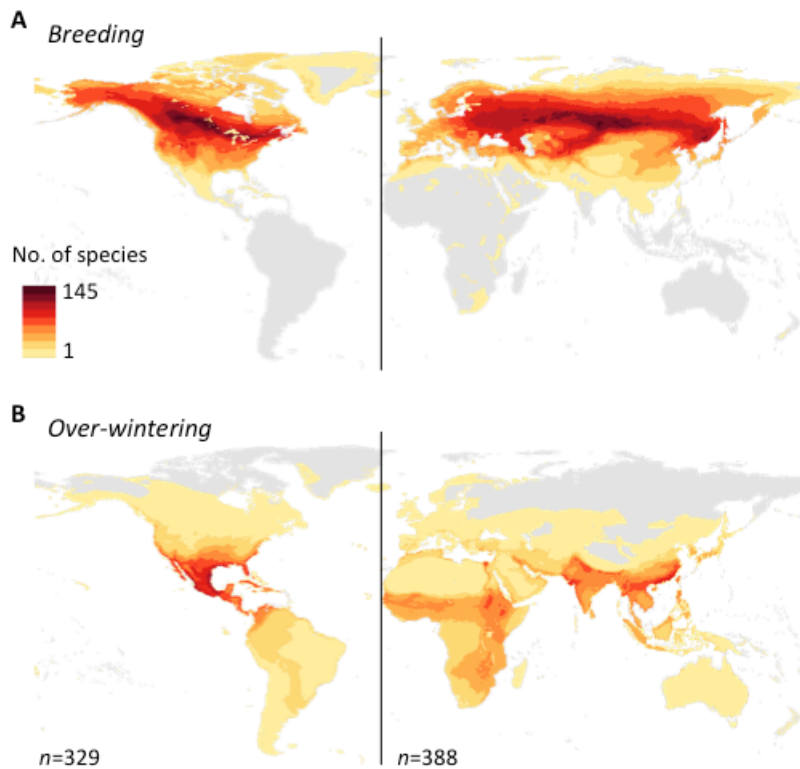 A
Breeding
No. of species
145
1
B
Over-wintering
n=329
n=388